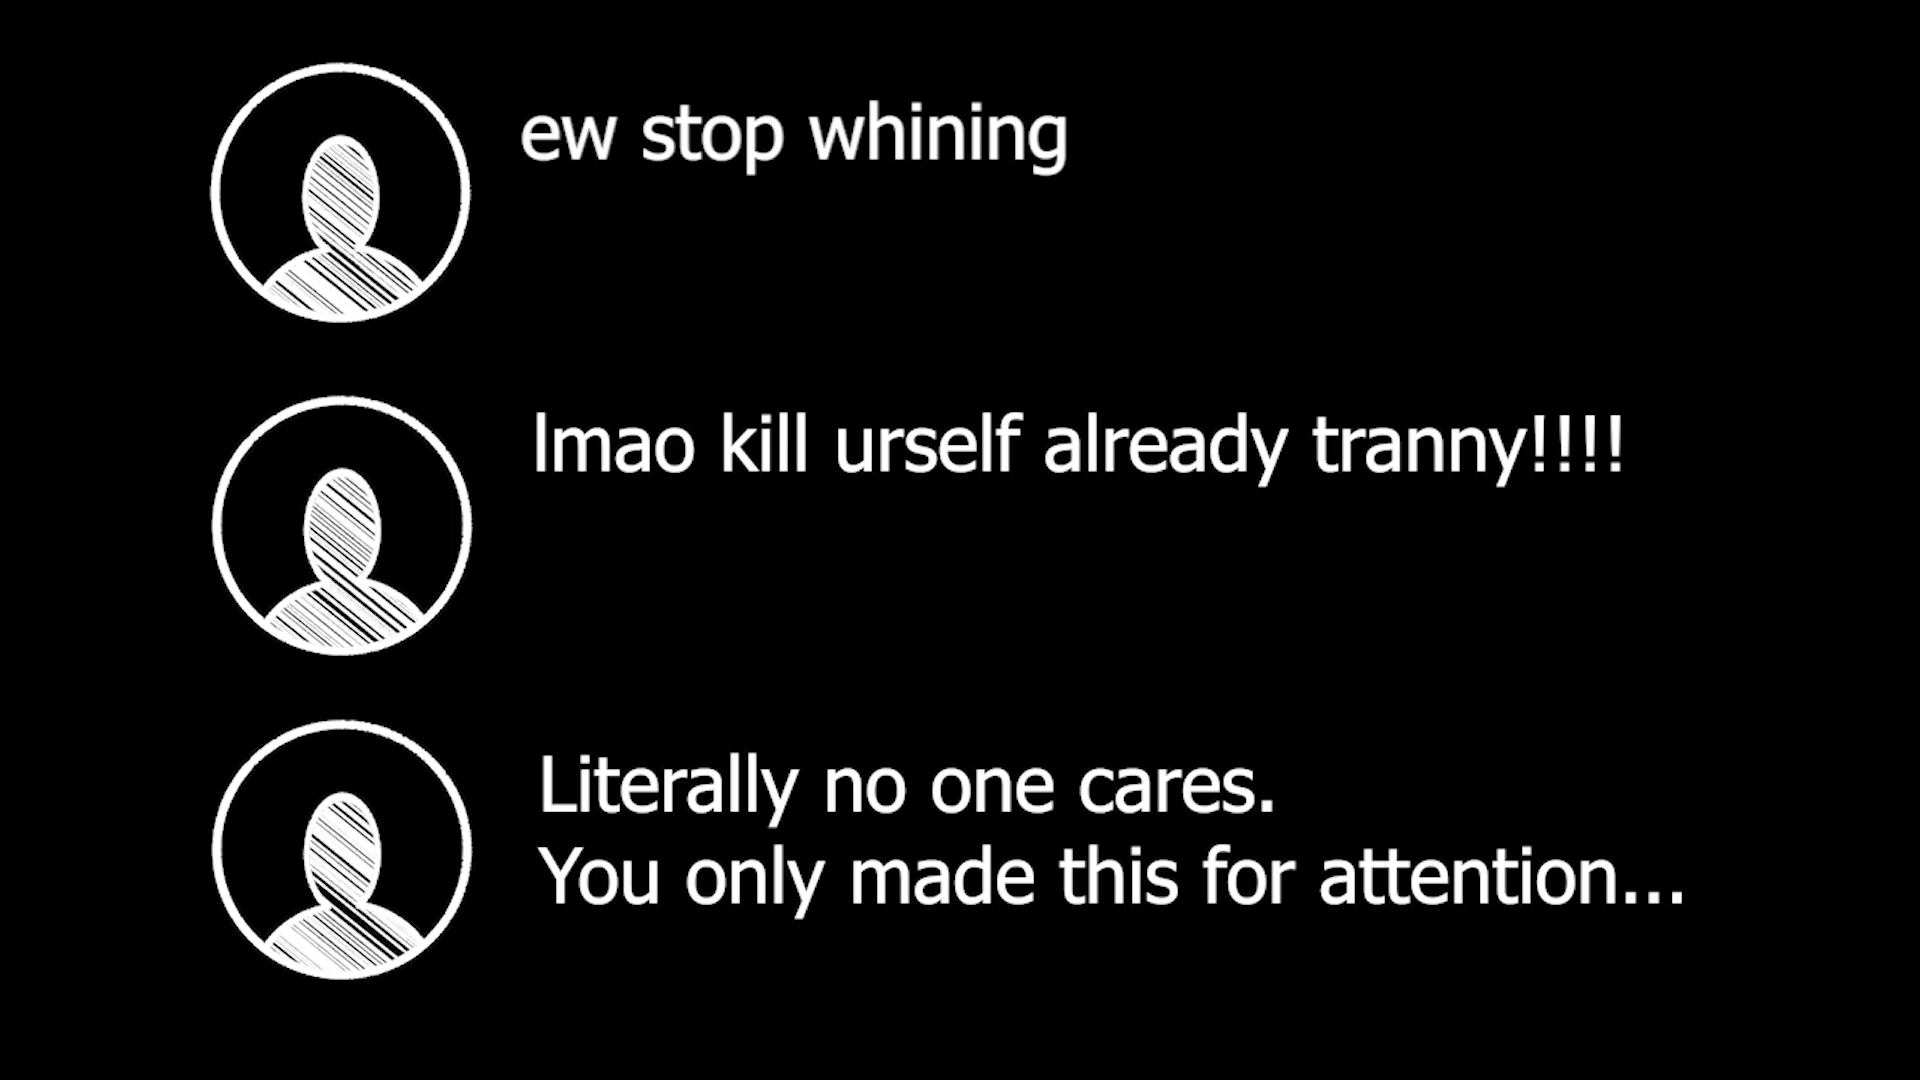 ew stop whining
lmao kill urself already tranny!!!!
Literally no one cares.
You only made this for attention...